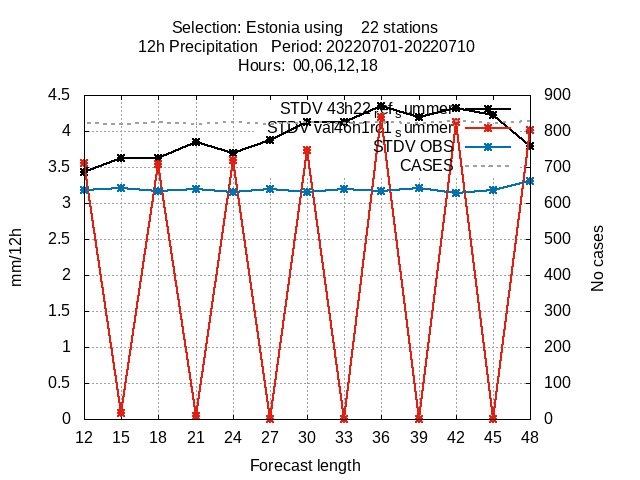 Selection: Estonia using    22 stations
12h Precipitation   Period: 20220701-20220710
Hours:  00,06,12,18
STDV 43h22_ref_summer
STDV OBS
CASES
4.5
4
3.5
3
2.5
2
1.5
1
0.5
0
mm/12h
900
800
700
600
500
400
300
200
100
0
No cases
12 15 18 21 24 27 30 33 36 39 42 45 48
Forecast length